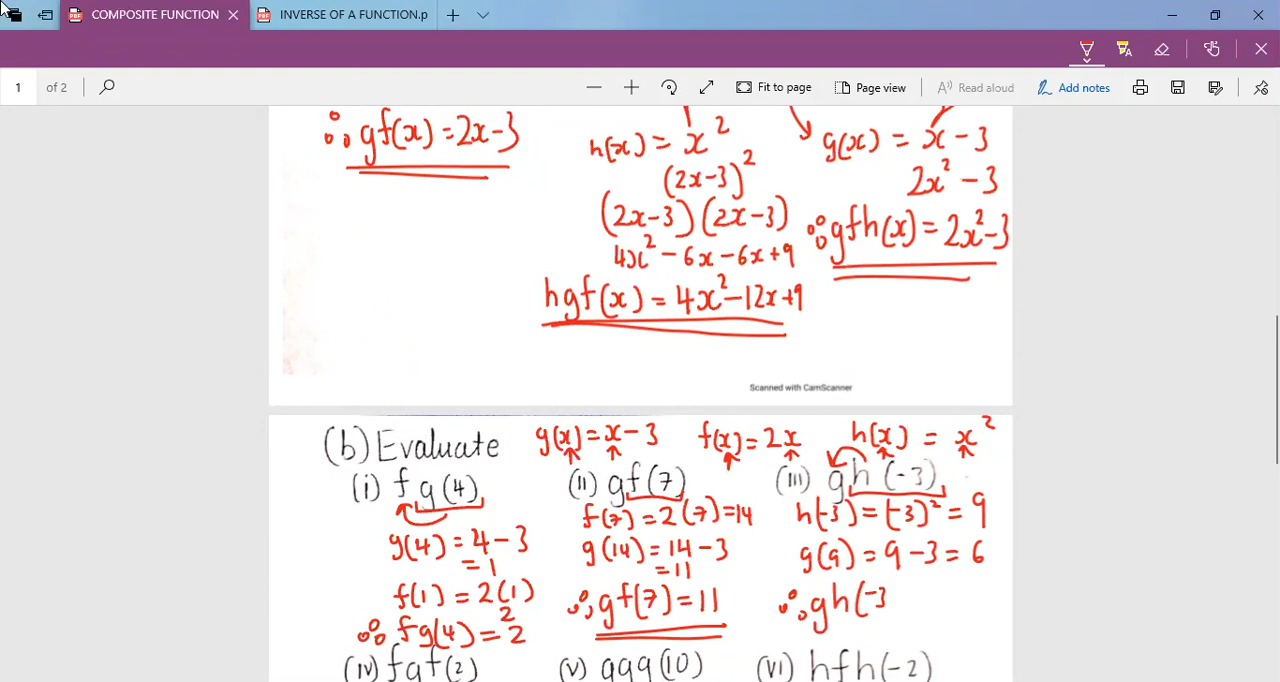 COMPOSITE FUNCTION
INVERSE OF A FUNCTION.p
1 of 2
Fit to page
Page view
Read aloud
Add notes
∴ gf(x) = 2x-3
h(x) = x²
(2x-3)²
(2x-3)(2x-3)
4x² - 6x - 6x + 9
hgf(x) = 4x² - 12x + 9
g(x) = x - 3
2x² - 3
∴ gfh(x) = 2x² - 3
Scanned with CamScanner
(b) Evaluate
g(x) = x - 3
f(x) = 2x
h(x) = x²
(i) fg(4)
g(4) = 4 - 3
= 1
f(1) = 2(1)
2
∴ fg(4) = 2
(ii) gf(7)
f(7) = 2(7) = 14
g(14) = 14 - 3
= 11
∴ gf(7) = 11
(iii) gh(-3)
h(-3) = (-3)² = 9
g(9) = 9 - 3 = 6
∴ gh(-3
(iv) fgf(2)
(v) ggg(10)
(vi) hfh(-2)